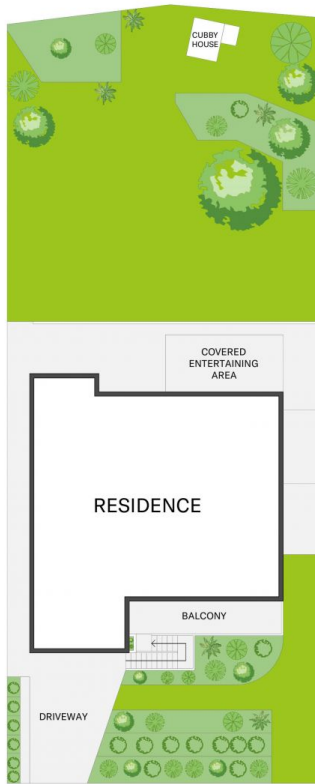 CUBBY
HOUSE
COVERED
ENTERTAINING
AREA
RESIDENCE
BALCONY
DRIVEWAY